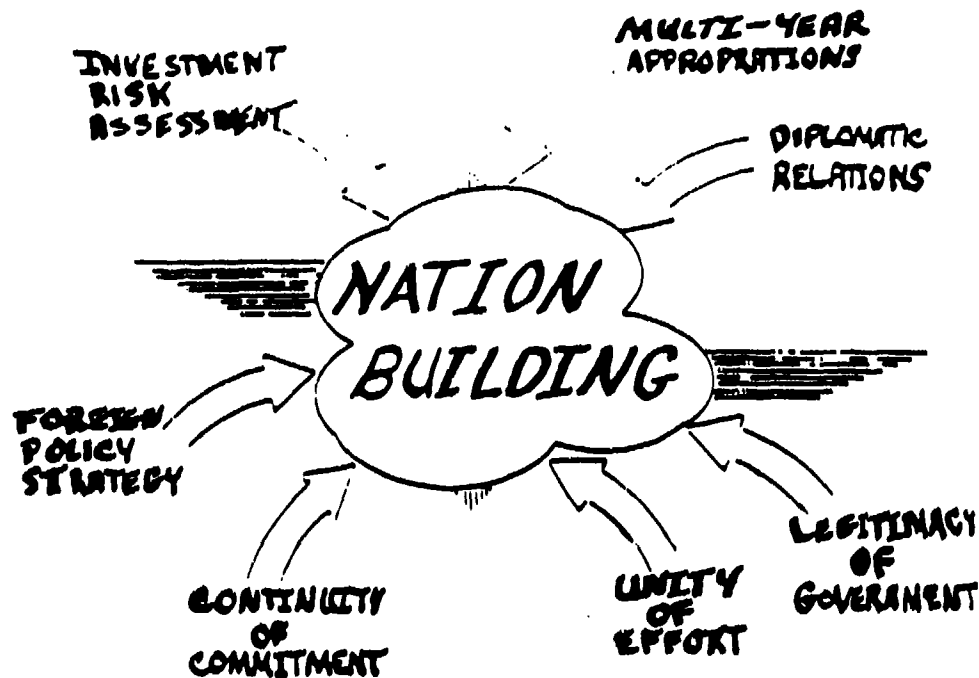 INVESTMENT
RISK
ASSESSMENT
MULTI-YEAR
APPROPRATIONS
DIPLOMATIC
RELATIONS
NATION
BUILDING
FOREIGN
POLICY
STRATEGY
CONTINUITY
OF
COMMITMENT
UNITY
OF
EFFORT
LEGITIMACY
OF
GOVERNMENT